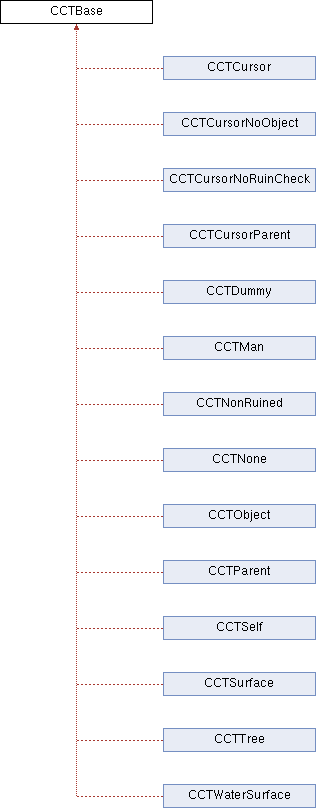 CCTBase
CCTCursor
CCTCursorNoObject
CCTCursorNoRuinCheck
CCTCursorParent
CCTDummy
CCTMan
CCTNonRuined
CCTNone
CCTObject
CCTParent
CCTSelf
CCTSurface
CCTTree
CCTWaterSurface